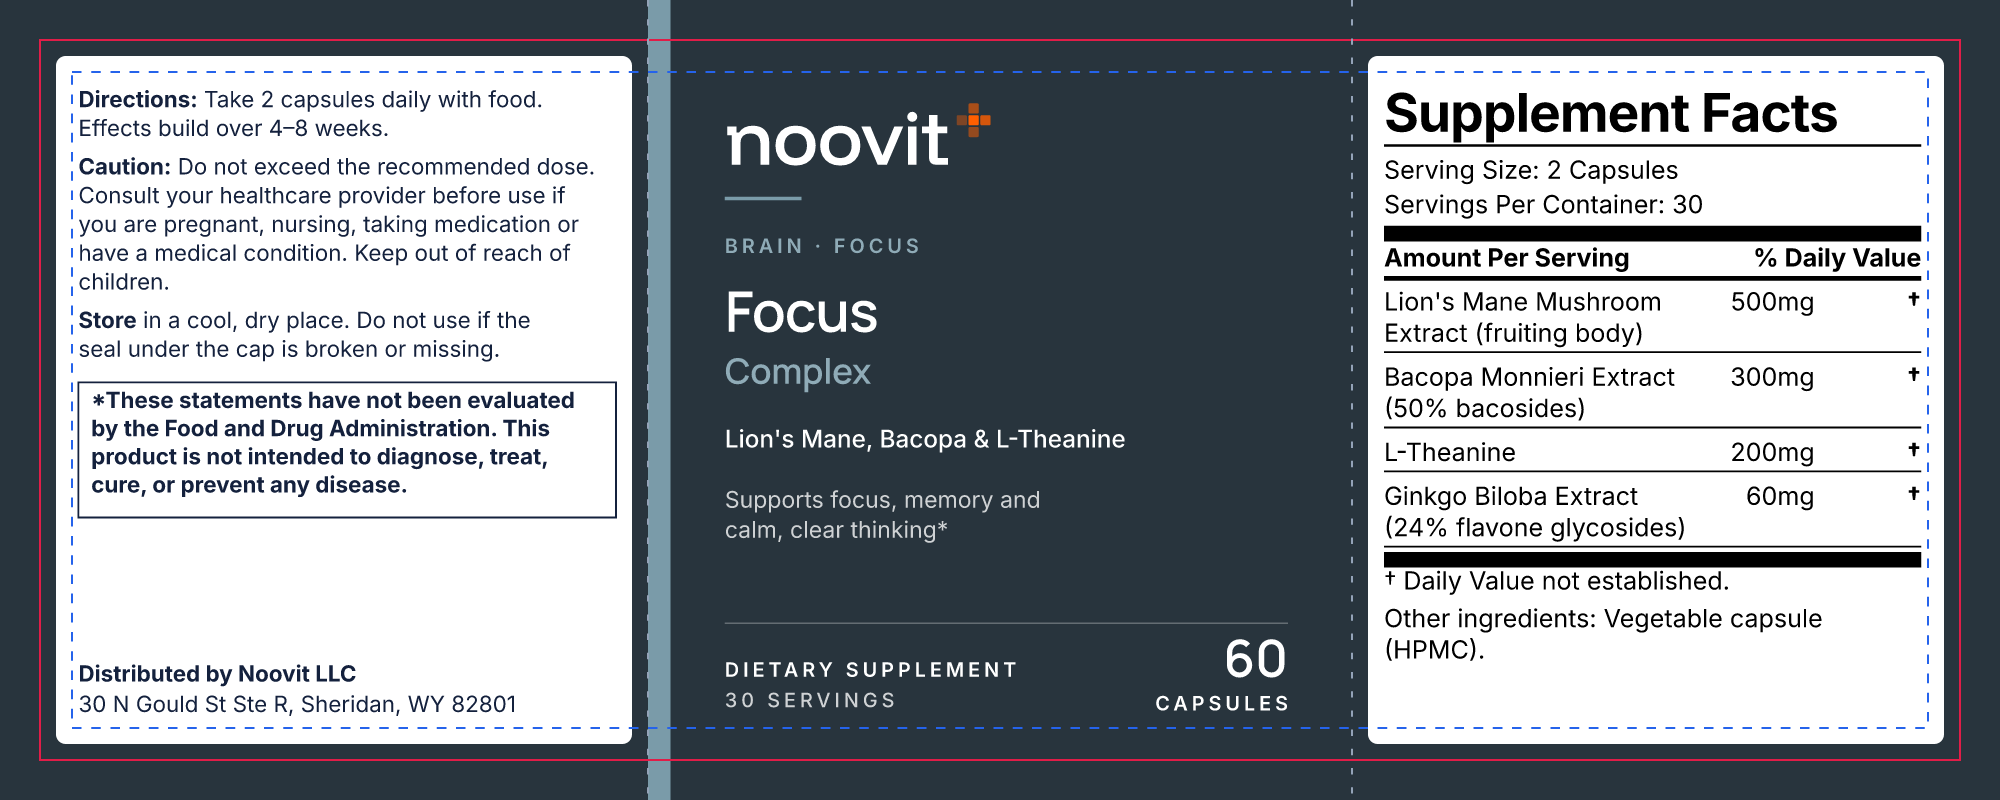 Directions: Take 2 capsules daily with food.
Effects build over 4–8 weeks.
Caution: Do not exceed the recommended dose.
Consult your healthcare provider before use if
you are pregnant, nursing, taking medication or
have a medical condition. Keep out of reach of
children.
Store in a cool, dry place. Do not use if the
seal under the cap is broken or missing.
*These statements have not been evaluated
by the Food and Drug Administration. This
product is not intended to diagnose, treat,
cure, or prevent any disease.
Distributed by Noovit LLC
30 N Gould St Ste R, Sheridan, WY 82801
noovit
BRAIN · FOCUS
Focus
Complex
Lion's Mane, Bacopa & L-Theanine
Supports focus, memory and
calm, clear thinking*
DIETARY SUPPLEMENT
30 SERVINGS
60
CAPSULES
Supplement Facts
Serving Size: 2 Capsules
Servings Per Container: 30
Amount Per Serving % Daily Value
Lion's Mane Mushroom 500mg †
Extract (fruiting body)
Bacopa Monnieri Extract 300mg †
(50% bacosides)
L-Theanine 200mg †
Ginkgo Biloba Extract 60mg †
(24% flavone glycosides)
† Daily Value not established.
Other ingredients: Vegetable capsule
(HPMC).